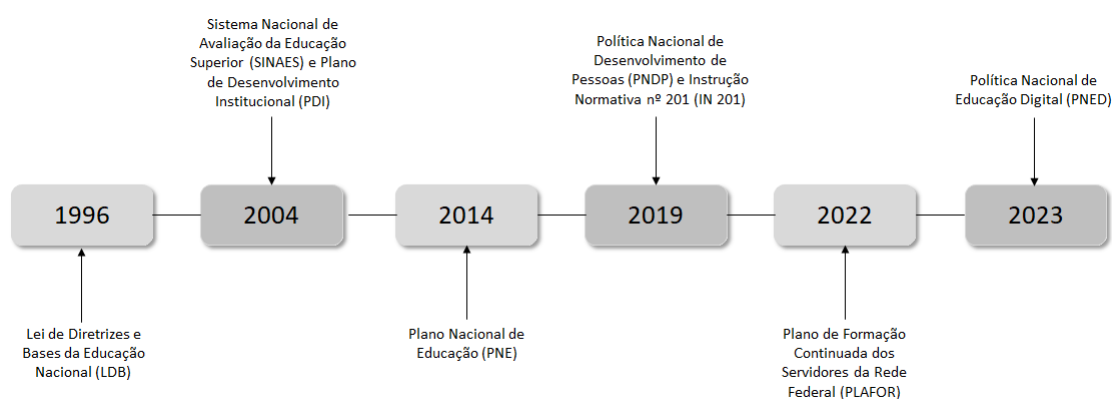 Sistema Nacional de
Avaliação da Educação
Superior (SINAES) e Plano
de Desenvolvimento
Institucional (PDI)
Política Nacional de
Desenvolvimento de
Pessoas (PNDP) e Instrução
Normativa nº 201 (IN 201)
Política Nacional de
Educação Digital (PNED)
1996
2004
2014
2019
2022
2023
Lei de Diretrizes e
Bases da Educação
Nacional (LDB)
Plano Nacional de
Educação (PNE)
Plano de Formação
Continuada dos
Servidores da Rede
Federal (PLAFOR)